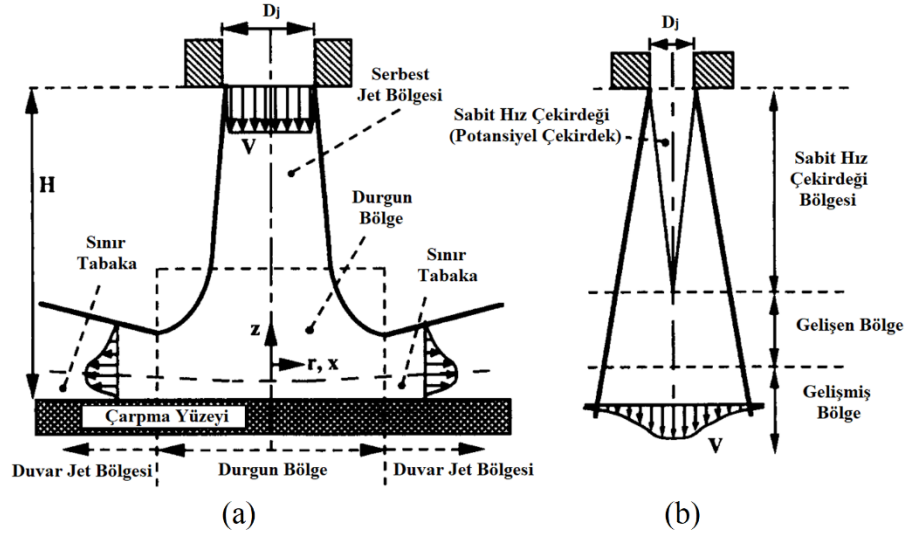 Dj
Serbest
Jet Bölgesi
V
H
Durgun
Bölge
Sınır
Tabaka
Sınır
Tabaka
z
r, x
Çarpma Yüzeyi
Duvar Jet Bölgesi
Durgun Bölge
Duvar Jet Bölgesi
(a)
Dj
Sabit Hız Çekirdeği
(Potansiyel Çekirdek)
Sabit Hız
Çekirdeği
Bölgesi
Gelişen Bölge
Gelişmiş
Bölge
V
(b)